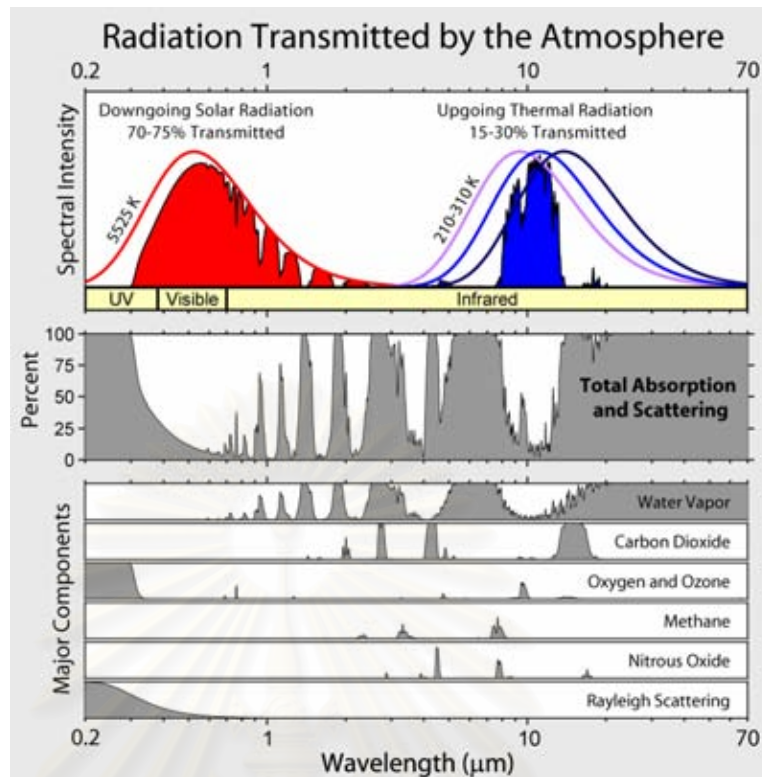 Radiation Transmitted by the Atmosphere
0.2 1 10 70
Downgoing Solar Radiation
70-75% Transmitted
Upgoing Thermal Radiation
15-30% Transmitted
Spectral Intensity
5525 K
210-310 K
UV Visible Infrared
Percent
100
75
50
25
0
Total Absorption
and Scattering
Major Components
Water Vapor
Carbon Dioxide
Oxygen and Ozone
Methane
Nitrous Oxide
Rayleigh Scattering
0.2 1 10 70
Wavelength (μm)